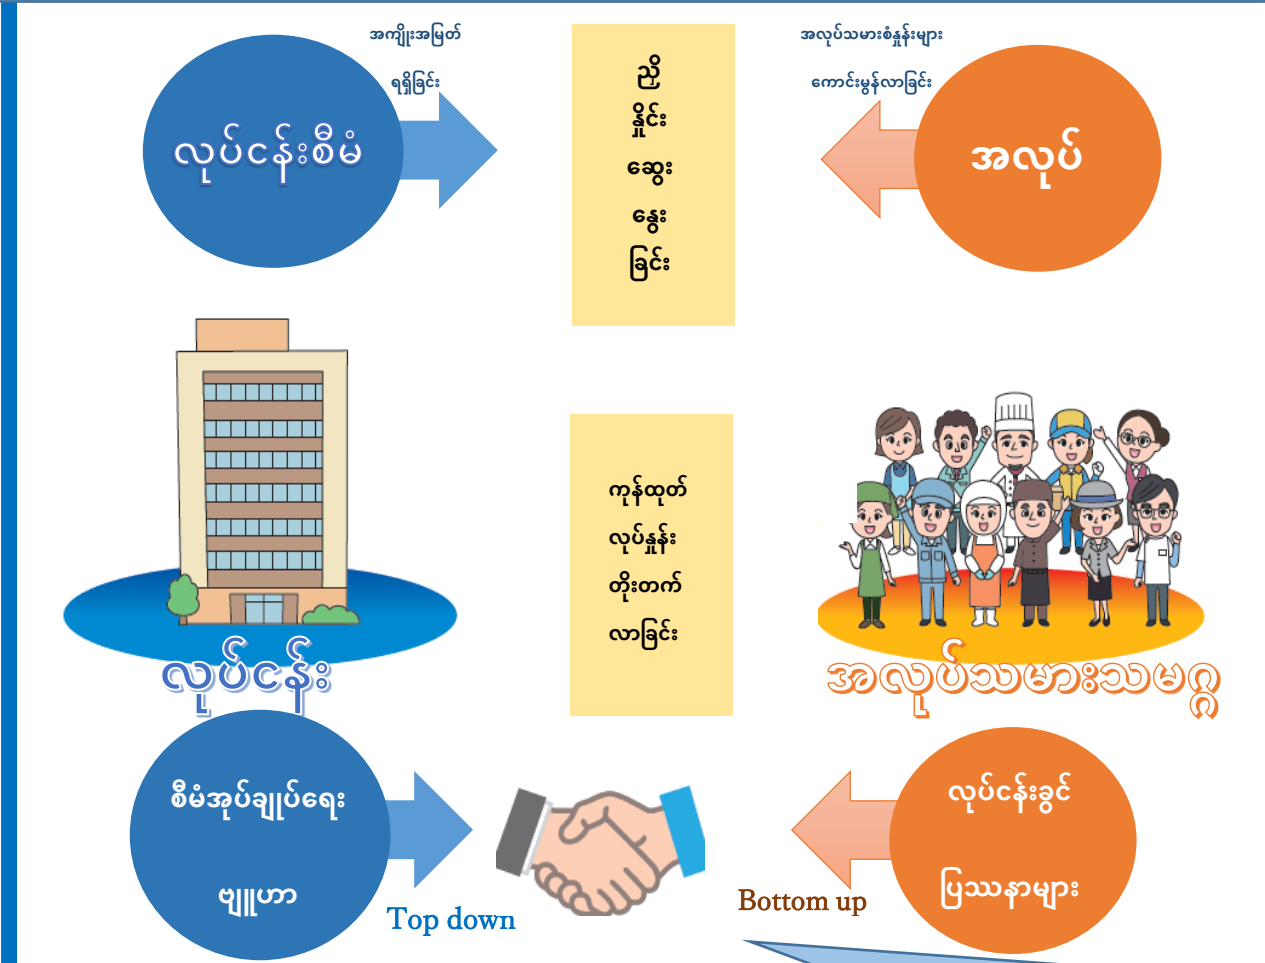 အကျိုးအမြတ်
ရရှိခြင်း
လုပ်ငန်းစီမံ
ညှိ
နှိုင်း
ဆွေး
နွေး
ခြင်း
အလုပ်သမားစံနှုန်းများ
ကောင်းမွန်လာခြင်း
အလုပ်
ကုန်ထုတ်
လုပ်နှုန်း
တိုးတက်
လာခြင်း
လုပ်ငန်း
အလုပ်သမားသမဂ္ဂ
စီမံအုပ်ချုပ်ရေး
ဗျူဟာ
Top down
Bottom up
လုပ်ငန်းခွင်
ပြဿနာများ